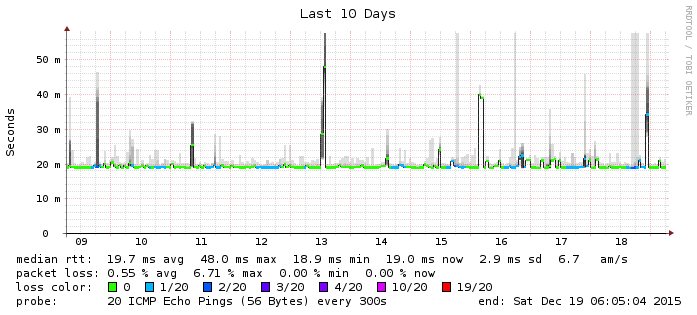 Last 10 Days
RRDTOOL / TOBI OETIKER
Seconds
50 m
40 m
30 m
20 m
10 m
0 m
09 10 11 12 13 14 15 16 17 18
median rtt: 19.7 ms avg 48.0 ms max 18.9 ms min 19.0 ms now 2.9 ms sd 6.7 am/s
packet loss: 0.55 % avg 6.71 % max 0.00 % min 0.00 % now
loss color: 0 1/20 2/20 3/20 4/20 10/20 19/20
probe: 20 ICMP Echo Pings (56 Bytes) every 300s end: Sat Dec 19 06:05:04 2015